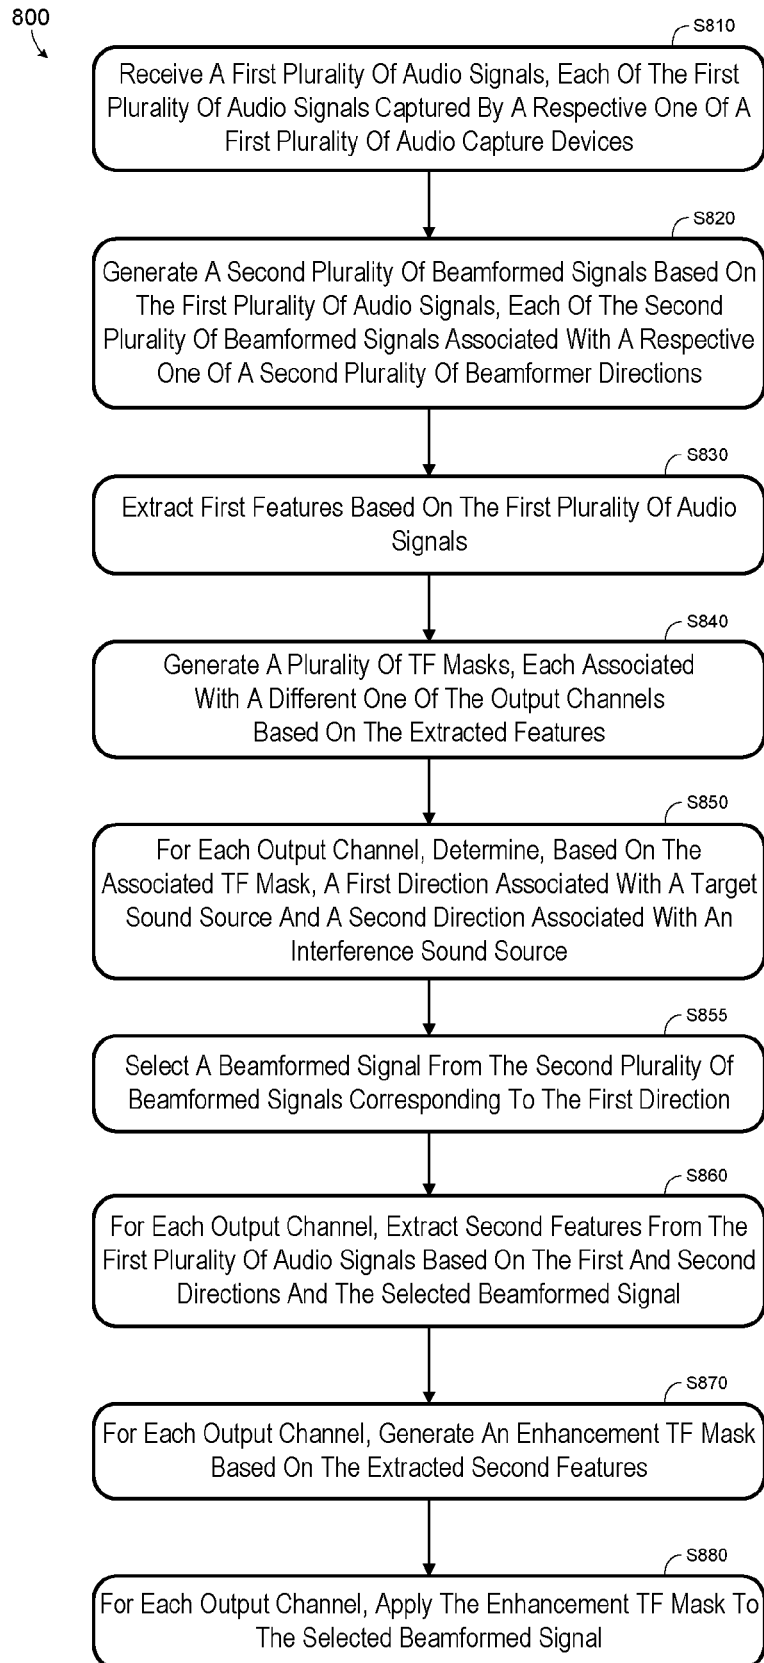 800
S810
Receive A First Plurality Of Audio Signals, Each Of The First
Plurality Of Audio Signals Captured By A Respective One Of A
First Plurality Of Audio Capture Devices
S820
Generate A Second Plurality Of Beamformed Signals Based On
The First Plurality Of Audio Signals, Each Of The Second
Plurality Of Beamformed Signals Associated With A Respective
One Of A Second Plurality Of Beamformer Directions
S830
Extract First Features Based On The First Plurality Of Audio
Signals
S840
Generate A Plurality Of TF Masks, Each Associated
With A Different One Of The Output Channels
Based On The Extracted Features
S850
For Each Output Channel, Determine, Based On The
Associated TF Mask, A First Direction Associated With A Target
Sound Source And A Second Direction Associated With An
Interference Sound Source
S855
Select A Beamformed Signal From The Second Plurality Of
Beamformed Signals Corresponding To The First Direction
S860
For Each Output Channel, Extract Second Features From The
First Plurality Of Audio Signals Based On The First And Second
Directions And The Selected Beamformed Signal
S870
For Each Output Channel, Generate An Enhancement TF Mask
Based On The Extracted Second Features
S880
For Each Output Channel, Apply The Enhancement TF Mask To
The Selected Beamformed Signal